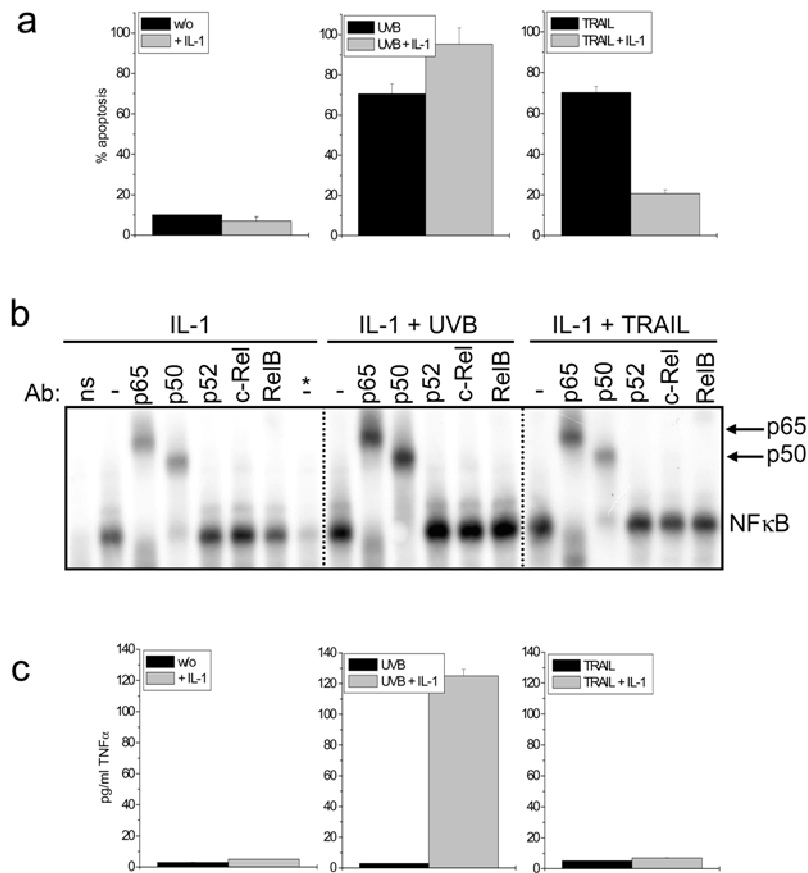 a
w/o
+ IL-1
UVB
UVB + IL-1
TRAIL
TRAIL + IL-1
% apoptosis
100
80
60
40
20
0
100
80
60
40
20
0
100
80
60
40
20
0
b
IL-1
IL-1 + UVB
IL-1 + TRAIL
Ab: ns - p65 p50 p52 c-Rel RelB -* - p65 p50 p52 c-Rel RelB - p65 p50 p52 c-Rel RelB
p65
p50
NFκB
c
w/o
+ IL-1
UVB
UVB + IL-1
TRAIL
TRAIL + IL-1
pg/ml TNFα
140
120
100
80
60
40
20
0
140
120
100
80
60
40
20
0
140
120
100
80
60
40
20
0